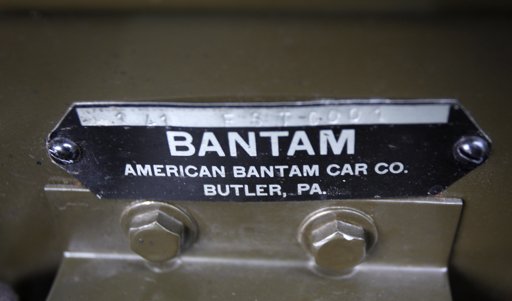 BANTAM
AMERICAN BANTAM CAR CO.
BUTLER, PA.